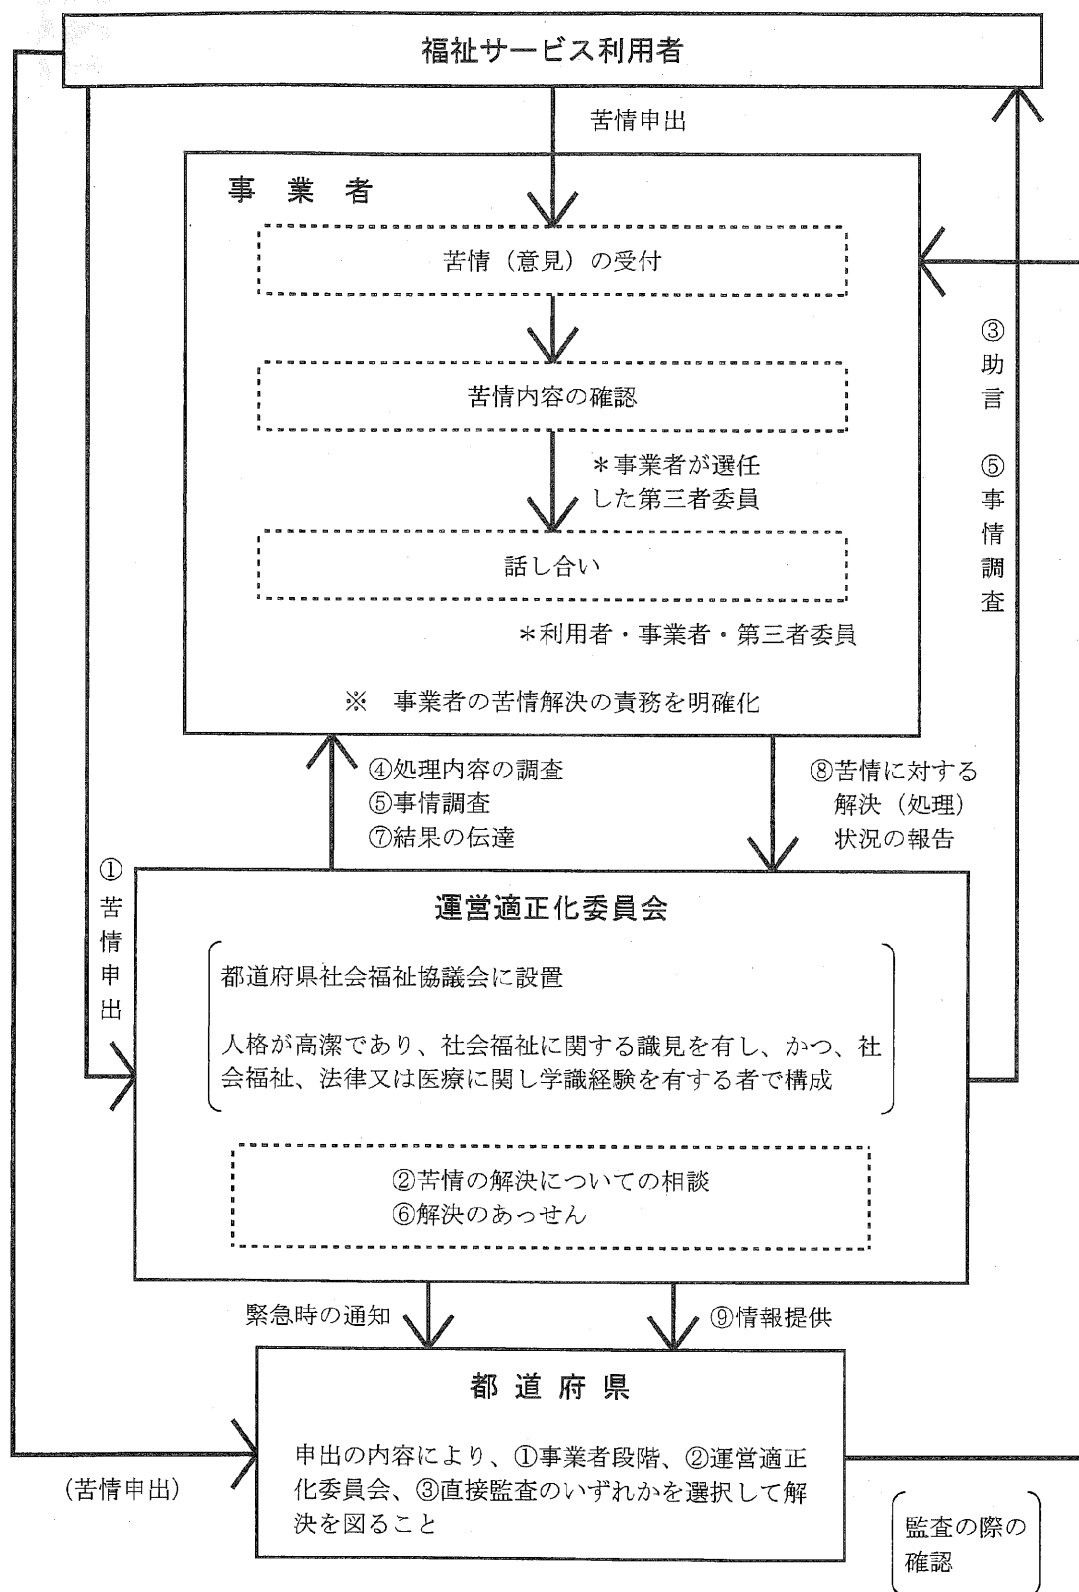 福祉サービス利用者
苦情申出
事業者
苦情（意見）の受付
苦情内容の確認
＊事業者が選任
した第三者委員
話し合い
＊利用者・事業者・第三者委員
※　事業者の苦情解決の責務を明確化
③助言
⑤事情調査
④処理内容の調査
⑤事情調査
⑦結果の伝達
⑧苦情に対する
解決（処理）
状況の報告
①苦情申出
運営適正化委員会
都道府県社会福祉協議会に設置
人格が高潔であり、社会福祉に関する識見を有し、かつ、社
会福祉、法律又は医療に関し学識経験を有する者で構成
②苦情の解決についての相談
⑥解決のあっせん
緊急時の通知
⑨情報提供
都道府県
申出の内容により、①事業者段階、②運営適正
化委員会、③直接監査のいずれかを選択して解
決を図ること
（苦情申出）
監査の際の
確認